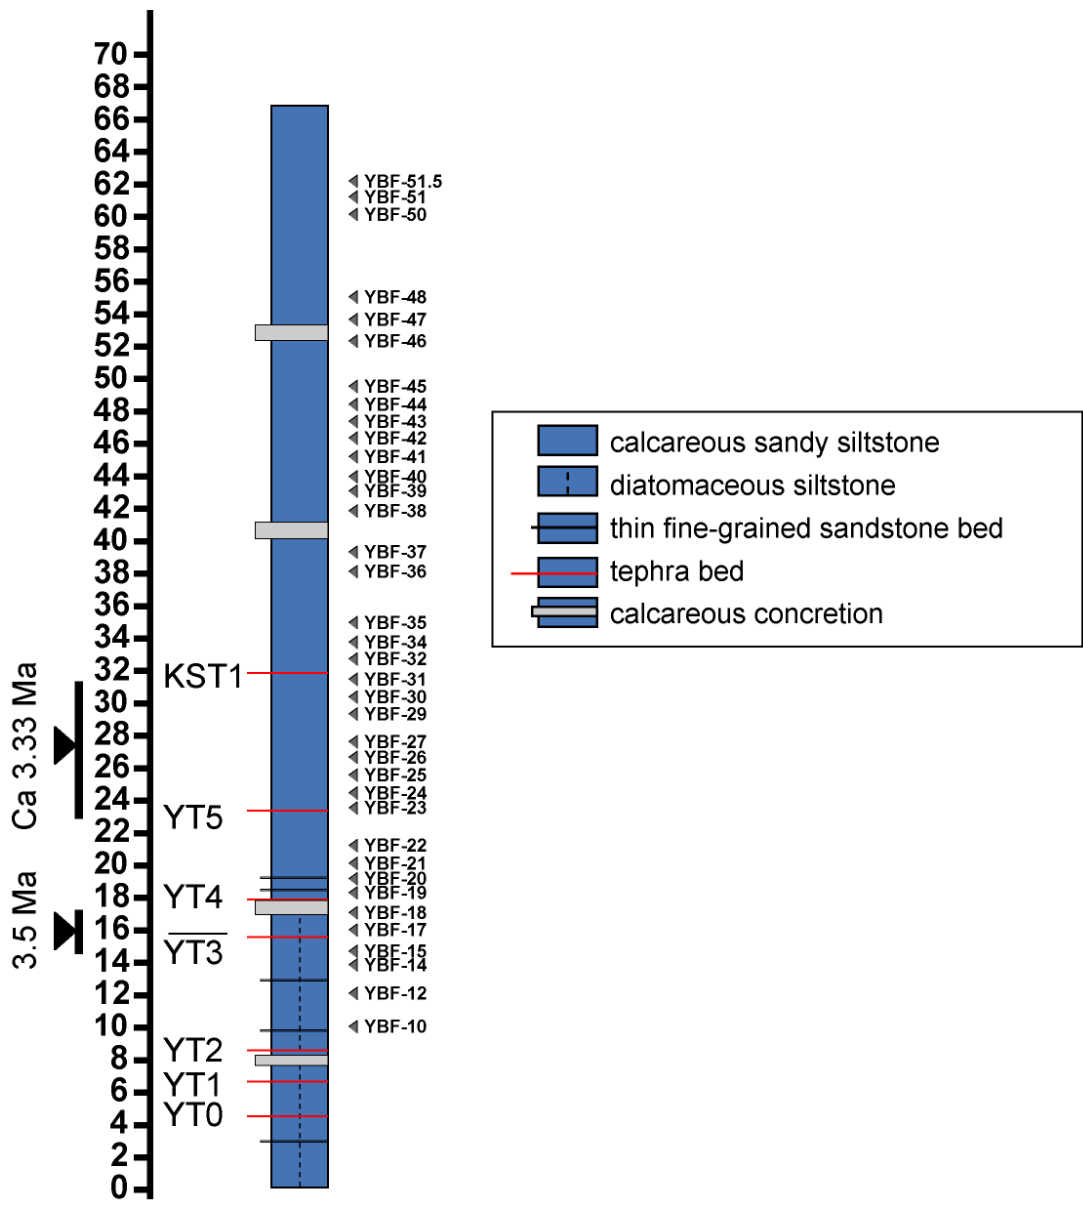 70
68
66
64
62
60
58
56
54
52
50
48
46
44
42
40
38
36
34
32
30
28
26
24
22
20
18
16
14
12
10
8
6
4
2
0
Ca 3.33 Ma
3.5 Ma
KST1
YT5
YT4
YT3
YT2
YT1
YT0
YBF-51.5
YBF-51
YBF-50
YBF-48
YBF-47
YBF-46
YBF-45
YBF-44
YBF-43
YBF-42
YBF-41
YBF-40
YBF-39
YBF-38
YBF-37
YBF-36
YBF-35
YBF-34
YBF-32
YBF-31
YBF-30
YBF-29
YBF-27
YBF-26
YBF-25
YBF-24
YBF-23
YBF-22
YBF-21
YBF-20
YBF-19
YBF-18
YBF-17
YBF-15
YBF-14
YBF-12
YBF-10
calcareous sandy siltstone
diatomaceous siltstone
thin fine-grained sandstone bed
tephra bed
calcareous concretion